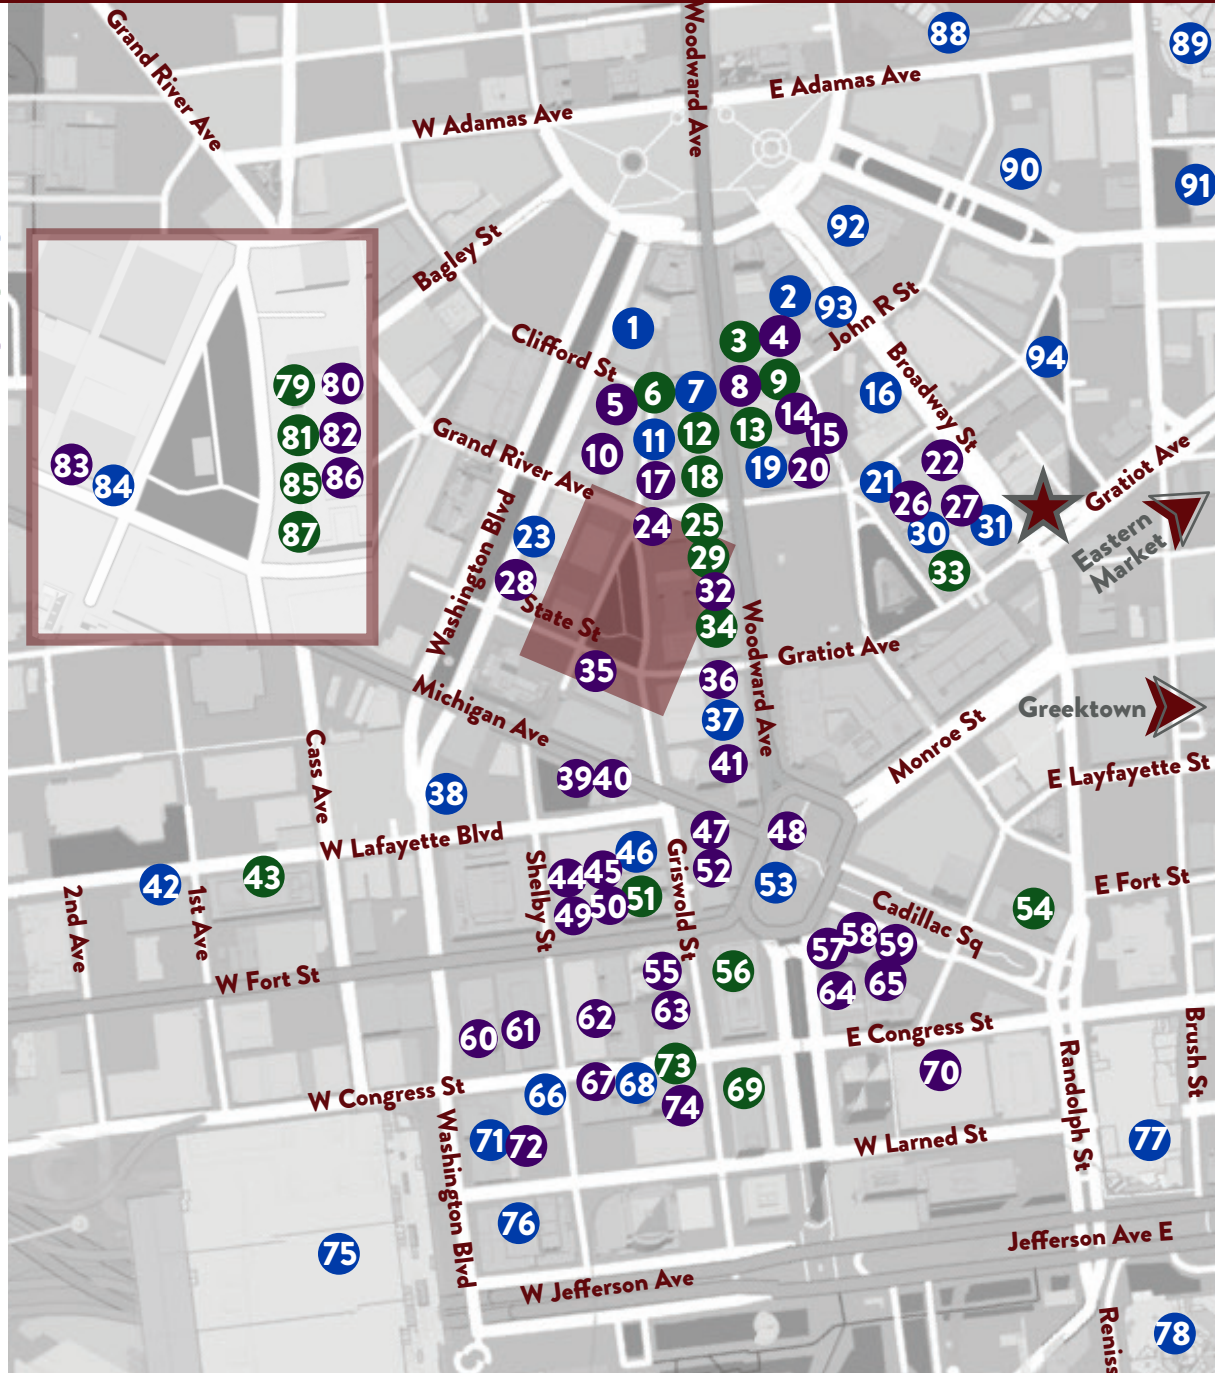 Grand River Ave
Woodward Ave
88
89
E Adamas Ave
W Adamas Ave
90
91
92
Bagley St
2
93
John R St
1
3
4
Clifford St
Broadway St
94
79
80
6
7
8
9
16
5
14
81
82
Grand River Ave
10
11
12
13
15
83
84
85
86
17
18
19
20
22
Gratiot Ave
21
26
27
Washington Blvd
24
25
87
23
30
31
Eastern
Market
29
33
28
32
State St
34
Woodward Ave
Gratiot Ave
35
36
Michigan Ave
37
Greektown
Monroe St
Cass Ave
41
39
40
E Layfayette St
38
W Lafayette Blvd
47
48
46
Griswold St
Shelby St
44
45
52
42
43
53
E Fort St
2nd Ave
1st Ave
49
50
51
Cadillac Sq
54
57
58
59
W Fort St
55
56
64
65
60
61
62
63
E Congress St
Brush St
Randolph St
73
70
W Congress St
66
67
68
69
74
Washington Blvd
71
72
W Larned St
77
76
75
Jefferson Ave E
W Jefferson Ave
Reniss
78